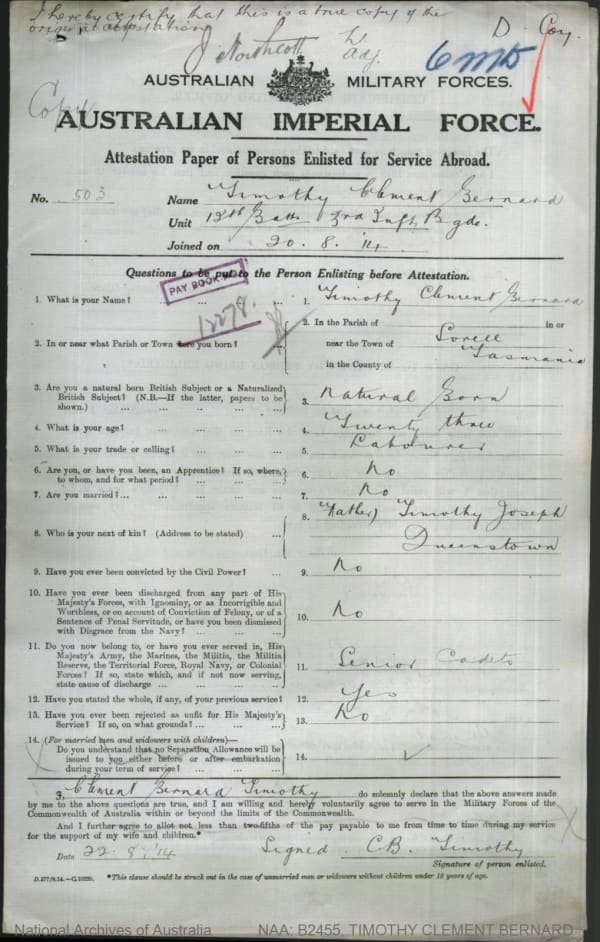 I hereby certify that this is a true copy of the
original attestation
D. Coy.
J Northcott Lt
adj.
6 MD
Copy
AUSTRALIAN MILITARY FORCES.
AUSTRALIAN IMPERIAL FORCE.
Attestation Paper of Persons Enlisted for Service Abroad.
No. 503
Name Timothy Clement Bernard
Unit 12th Battn 3rd Inft. Bgde.
Joined on 20. 8. '14
Questions to be put to the Person Enlisting before Attestation.
PAY BOOK
12278.
1. What is your Name? ... ... ... ... 1. Timothy Clement Bernard
2. In or near what Parish or Town were you born? 2. In the Parish of in or
near the Town of Sorell
in the County of Tasmania
3. Are you a natural born British Subject or a Naturalized
British Subject? (N.B.—If the latter, papers to be
shown.) ... ... ... ... 3. Natural Born
4. What is your age? ... ... ... ... 4. Twenty three
5. What is your trade or calling? ... ... ... 5. Labourer
6. Are you, or have you been, an Apprentice? If so, where,
to whom, and for what period? ... ... ... 6. No
7. Are you married?... ... ... ... ... 7. No
8. Who is your next of kin? (Address to be stated) ... 8. (Father) Timothy Joseph
Queenstown
9. Have you ever been convicted by the Civil Power? ... 9. No
10. Have you ever been discharged from any part of His
Majesty's Forces, with Ignominy, or as Incorrigible and
Worthless, or on account of Conviction of Felony, or of a
Sentence of Penal Servitude, or have you been dismissed
with Disgrace from the Navy? ... ... ... 10. No
11. Do you now belong to, or have you ever served in, His
Majesty's Army, the Marines, the Militia, the Militia
Reserve, the Territorial Force, Royal Navy, or Colonial
Forces? If so, state which, and if not now serving,
state cause of discharge ... ... ... ... 11. Senior Cadets
12. Have you stated the whole, if any, of your previous service? 12. Yes
13. Have you ever been rejected as unfit for His Majesty's
Service? If so, on what grounds? ... ... ... 13. No
14. (For married men and widowers with children)—
Do you understand that no Separation Allowance will be
issued to you either before or after embarkation
during your term of service? ... ... ... 14.
I, Clement Bernard Timothy do solemnly declare that the above answers made
by me to the above questions are true, and I am willing and hereby voluntarily agree to serve in the Military Forces of the
Commonwealth of Australia within or beyond the limits of the Commonwealth.
And I further agree to allot not less than two-fifths of the pay payable to me from time to time during my service
for the support of my wife and children.*
Date 22. 8. '14 Signed C.B. Timothy
Signature of person enlisted.
D.277/8.14.—C.10220. *This clause should be struck out in the case of unmarried men or widowers without children under 18 years of age.
National Archives of Australia NAA: B2455, TIMOTHY CLEMENT BERNARD